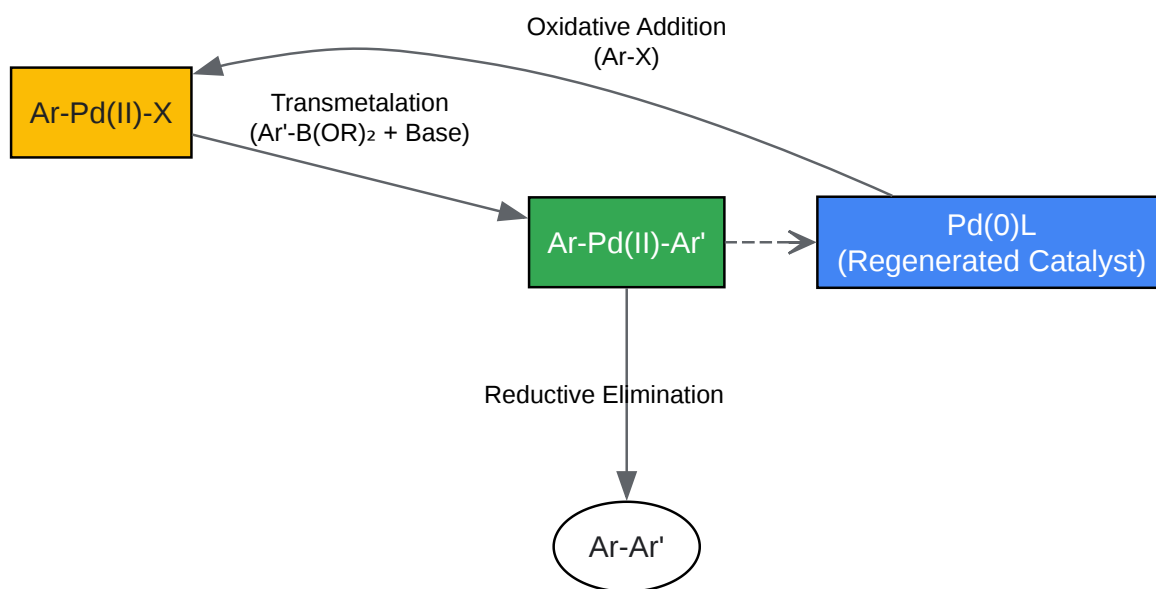 Oxidative Addition
(Ar-X)
Ar-Pd(II)-X
Transmetalation
(Ar'-B(OR)₂ + Base)
Ar-Pd(II)-Ar'
Pd(0)L
(Regenerated Catalyst)
Reductive Elimination
Ar-Ar'